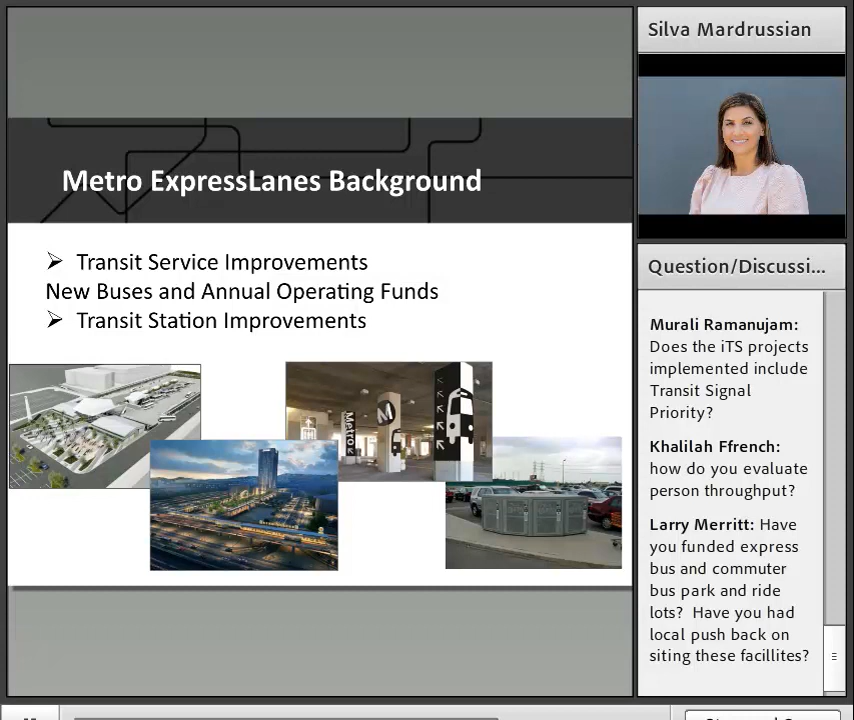 Silva Mardrussian
Metro ExpressLanes Background
Transit Service Improvements
New Buses and Annual Operating Funds
Transit Station Improvements
Metro
M
Question/Discussi...
Murali Ramanujam:
Does the iTS projects
implemented include
Transit Signal
Priority?
Khalilah Ffrench:
how do you evaluate
person throughput?
Larry Merritt: Have
you funded express
bus and commuter
bus park and ride
lots?  Have you had
local push back on
siting these facillites?